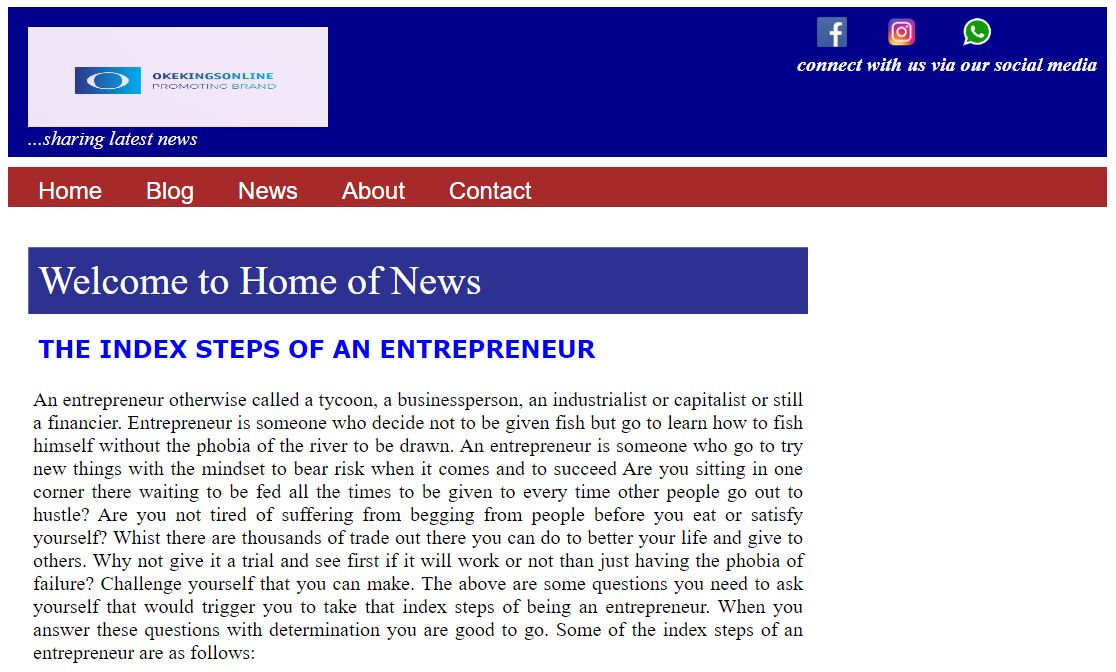 OKEKINGSONLINE
PROMOTING BRAND
...sharing latest news
connect with us via our social media
Home Blog News About Contact
Welcome to Home of News
THE INDEX STEPS OF AN ENTREPRENEUR
An entrepreneur otherwise called a tycoon, a businessperson, an industrialist or capitalist or still
a financier. Entrepreneur is someone who decide not to be given fish but go to learn how to fish
himself without the phobia of the river to be drawn. An entrepreneur is someone who go to try
new things with the mindset to bear risk when it comes and to succeed Are you sitting in one
corner there waiting to be fed all the times to be given to every time other people go out to
hustle? Are you not tired of suffering from begging from people before you eat or satisfy
yourself? Whist there are thousands of trade out there you can do to better your life and give to
others. Why not give it a trial and see first if it will work or not than just having the phobia of
failure? Challenge yourself that you can make. The above are some questions you need to ask
yourself that would trigger you to take that index steps of being an entrepreneur. When you
answer these questions with determination you are good to go. Some of the index steps of an
entrepreneur are as follows: